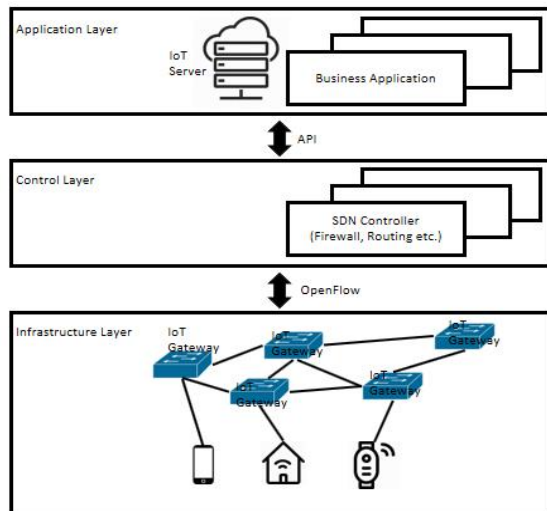 Application Layer
IoT
Server
Business Application
API
Control Layer
SDN Controller
(Firewall, Routing etc.)
OpenFlow
Infrastructure Layer
IoT
Gateway
IoT
Gateway
IoT
Gateway
IoT
Gateway
IoT
Gateway